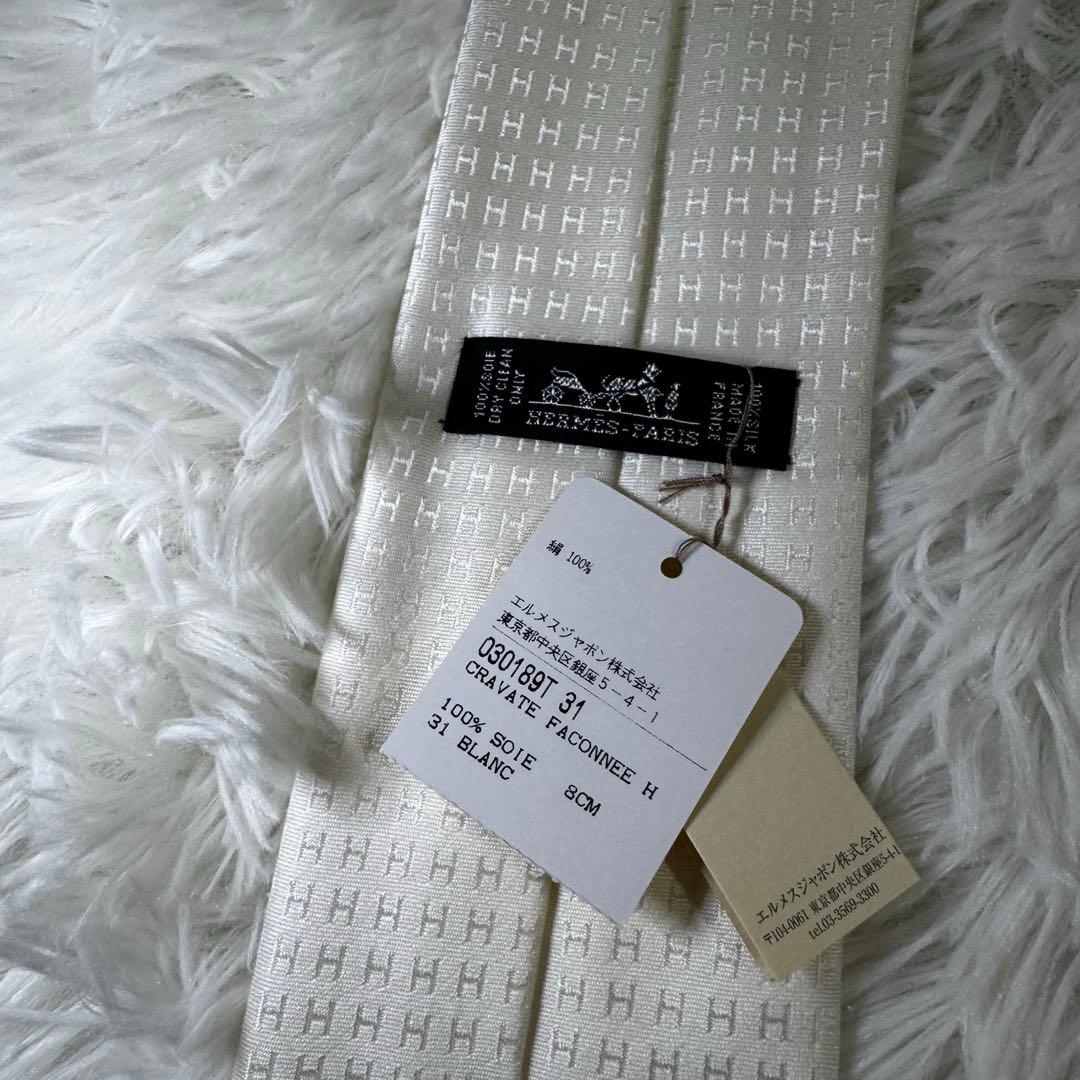 100%SOIE
DRY CLEAN
ONLY
HERMES-PARIS
100%SILK
MADE IN
FRANCE
絹 100%
エルメスジャポン株式会社
東京都中央区銀座5-4-1
030189T 31
CRAVATE FACONNEE H
100% SOIE
31 BLANC 8CM
エルメスジャポン株式会社
〒104-0061 東京都中央区銀座5-4-1
tel.03-3569-3300